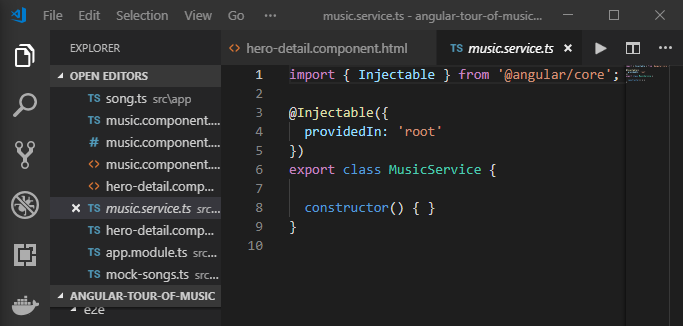 File Edit Selection View Go ··· music.service.ts - angular-tour-of-music...
EXPLORER
OPEN EDITORS
TS song.ts src\app
TS music.component....
# music.component....
<> music.component....
<> hero-detail.comp...
TS music.service.ts src...
TS hero-detail.comp...
TS app.module.ts src...
TS mock-songs.ts src...
ANGULAR-TOUR-OF-MUSIC
e2e
<> hero-detail.component.html
TS music.service.ts
1 import { Injectable } from '@angular/core';
2
3 @Injectable({
4 providedIn: 'root'
5 })
6 export class MusicService {
7
8 constructor() { }
9 }
10